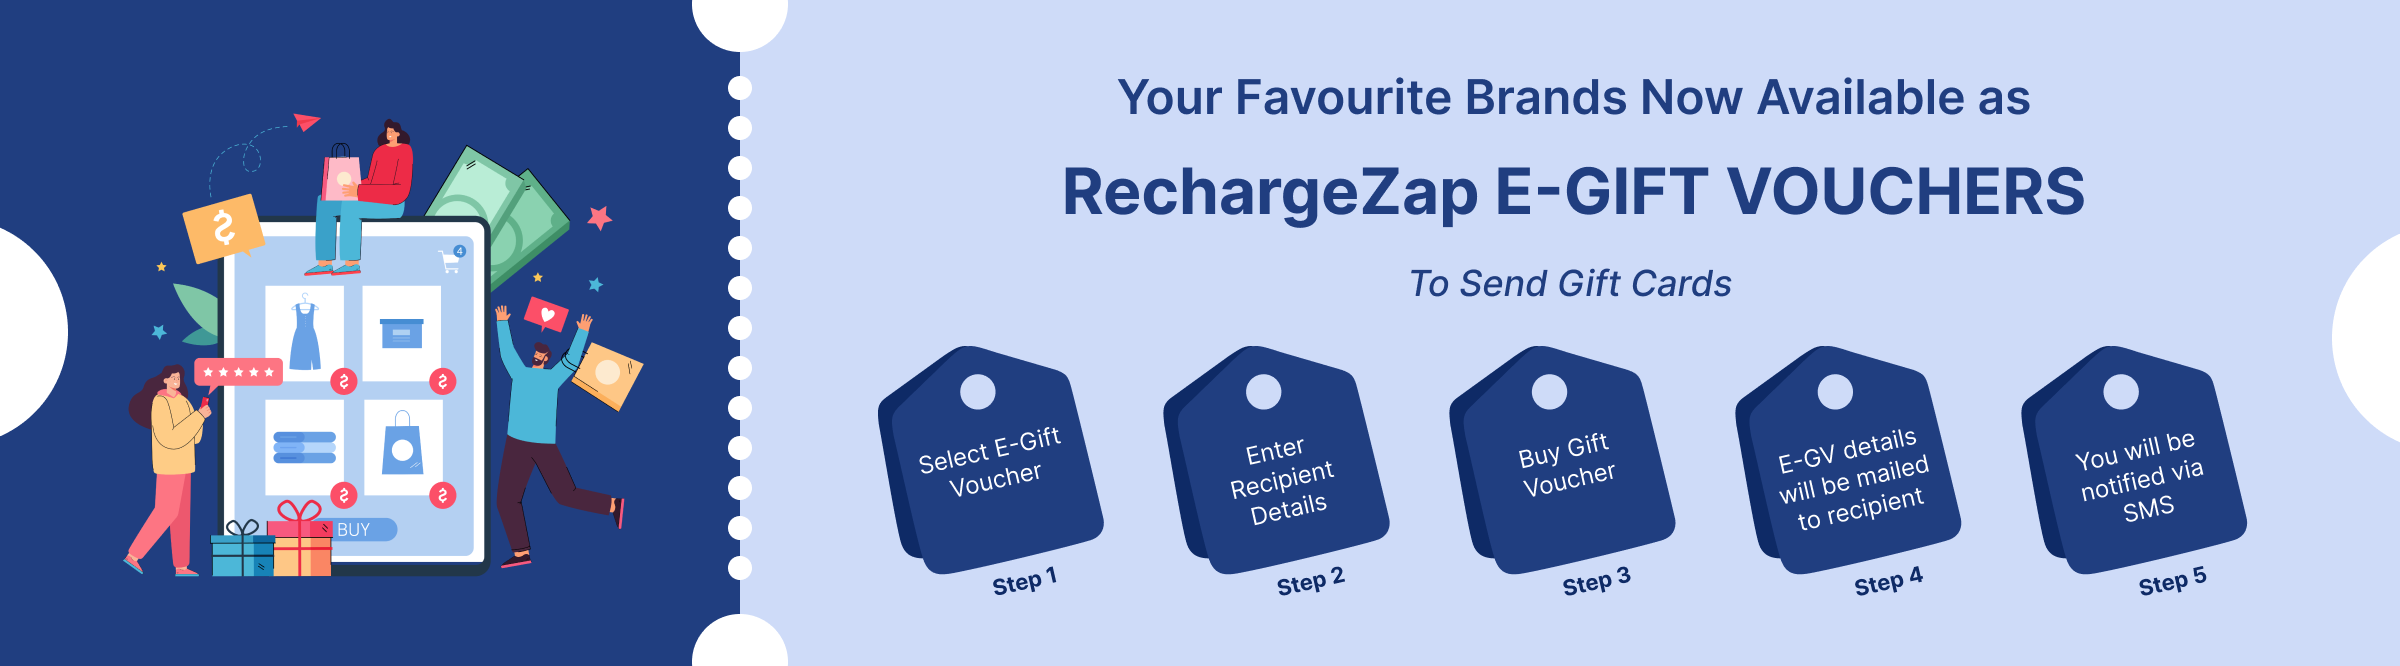 Your Favourite Brands Now Available as
RechargeZap E-GIFT VOUCHERS
To Send Gift Cards
Select E-Gift
Voucher
Step 1
Enter
Recipient
Details
Step 2
Buy Gift
Voucher
Step 3
E-GV details
will be mailed
to recipient
Step 4
You will be
notified via
SMS
Step 5
$
4
$
$
$
$
BUY